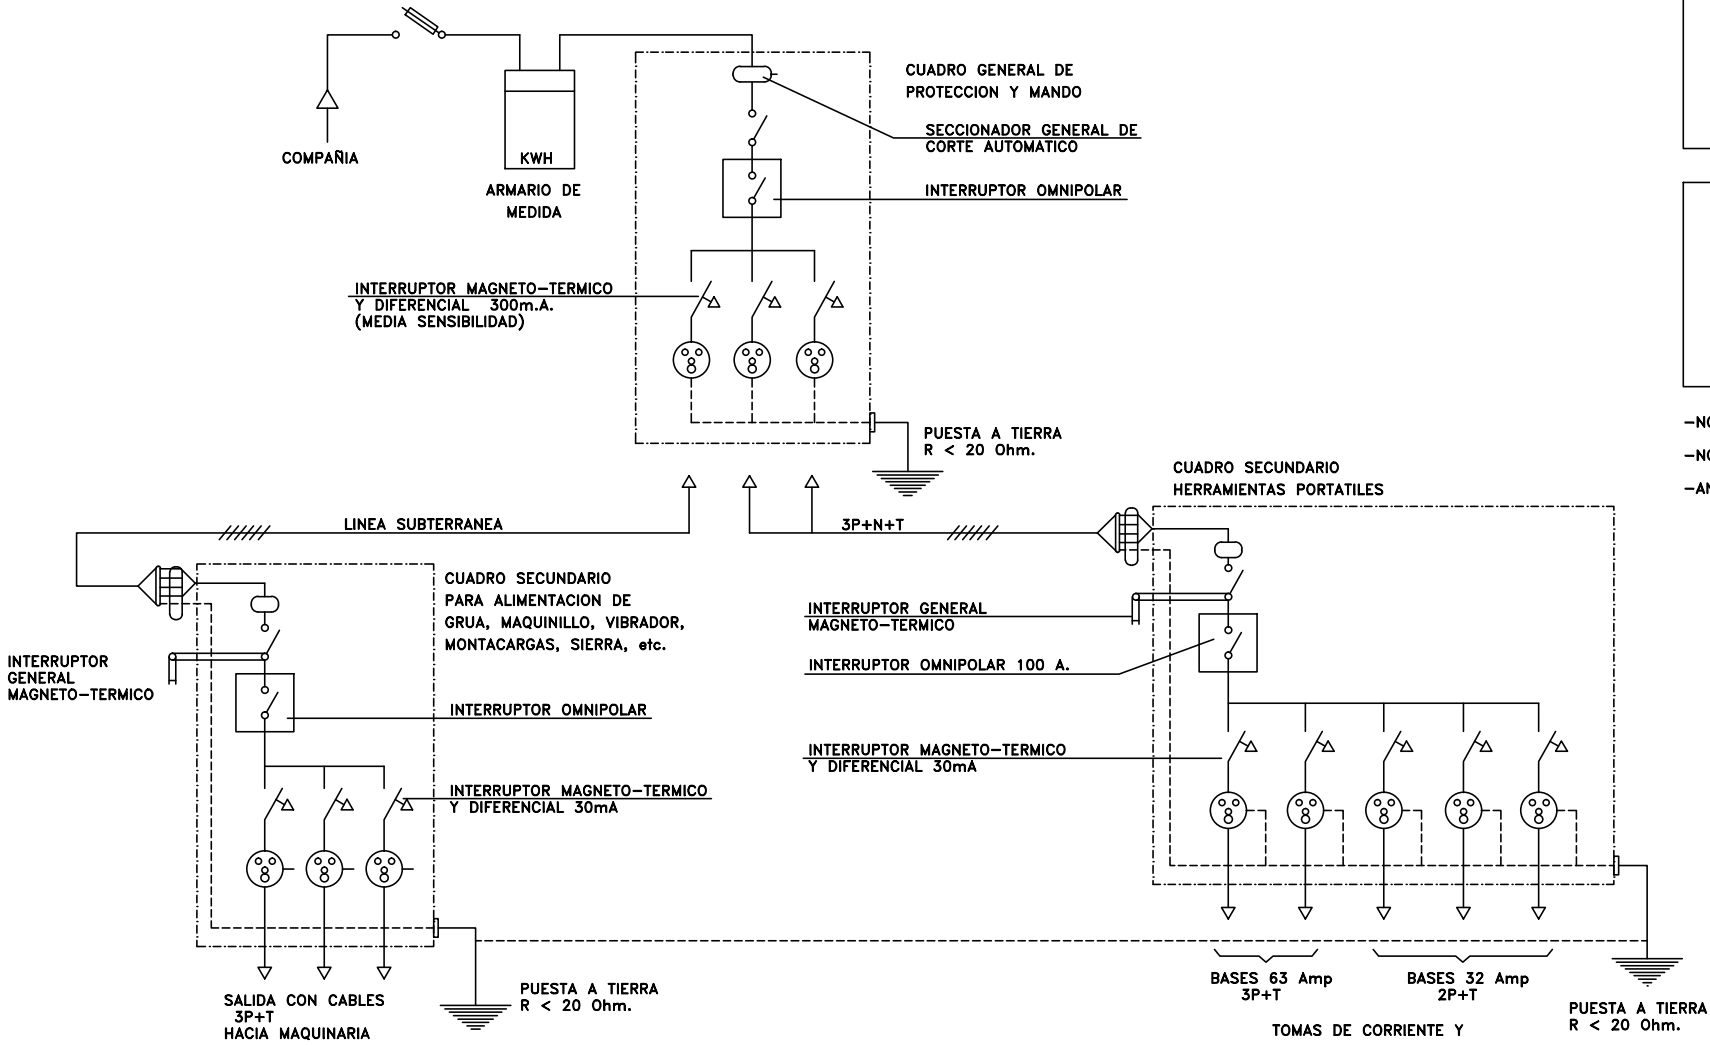 CUADRO GENERAL DE
PROTECCION Y MANDO
SECCIONADOR GENERAL DE
CORTE AUTOMATICO
COMPAÑIA
KWH
ARMARIO DE
MEDIDA
INTERRUPTOR OMNIPOLAR
INTERRUPTOR MAGNETO-TERMICO
Y DIFERENCIAL 300m.A.
(MEDIA SENSIBILIDAD)
PUESTA A TIERRA
R < 20 Ohm.
-NO
-NO
-AN
CUADRO SECUNDARIO
HERRAMIENTAS PORTATILES
LINEA SUBTERRANEA
3P+N+T
CUADRO SECUNDARIO
PARA ALIMENTACION DE
GRUA, MAQUINILLO, VIBRADOR,
MONTACARGAS, SIERRA, etc.
INTERRUPTOR GENERAL
MAGNETO-TERMICO
INTERRUPTOR OMNIPOLAR 100 A.
INTERRUPTOR
GENERAL
MAGNETO-TERMICO
INTERRUPTOR OMNIPOLAR
INTERRUPTOR MAGNETO-TERMICO
Y DIFERENCIAL 30mA
INTERRUPTOR MAGNETO-TERMICO
Y DIFERENCIAL 30mA
SALIDA CON CABLES
3P+T
HACIA MAQUINARIA
PUESTA A TIERRA
R < 20 Ohm.
BASES 63 Amp
3P+T
BASES 32 Amp
2P+T
TOMAS DE CORRIENTE Y
PUESTA A TIERRA
R < 20 Ohm.